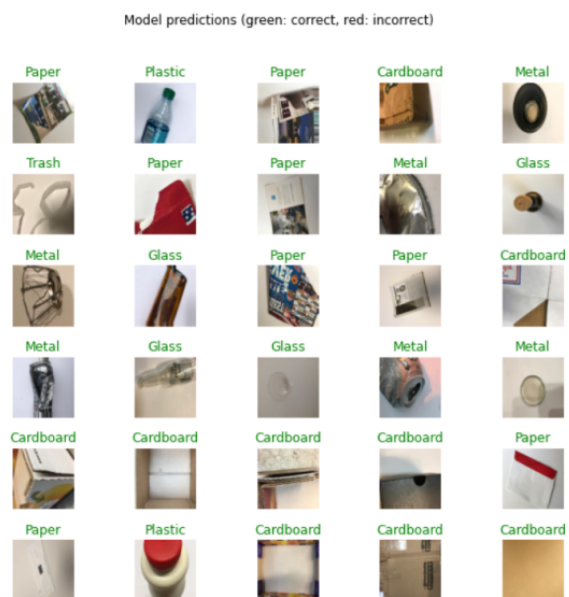 Model predictions (green: correct, red: incorrect)
Paper Plastic Paper Cardboard Metal
Trash Paper Paper Metal Glass
Metal Glass Paper Paper Cardboard
Metal Glass Glass Metal Metal
Cardboard Cardboard Cardboard Cardboard Paper
Paper Plastic Cardboard Cardboard Cardboard